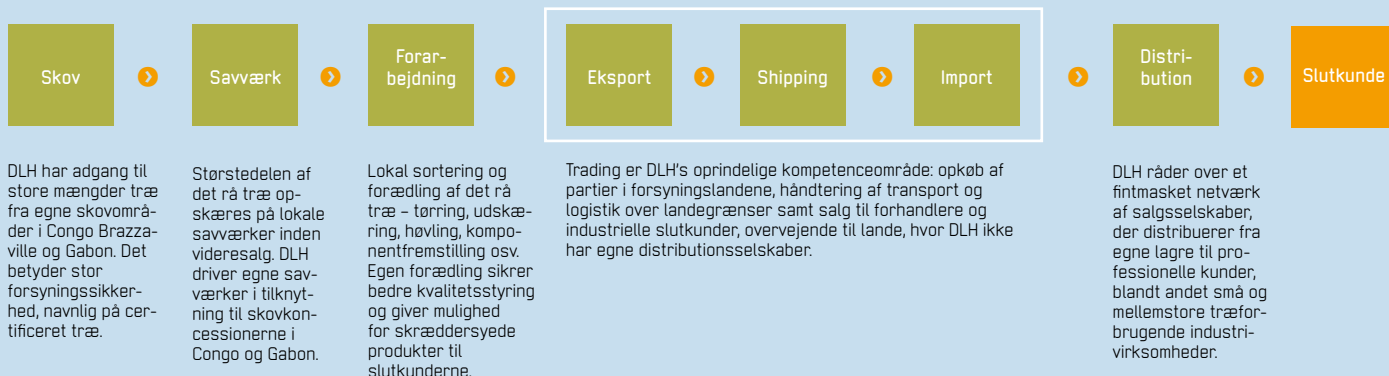 Skov
Savværk
Forar-
bejdning
Eksport
Shipping
Import
Distri-
bution
Slutkunde
DLH har adgang til
store mængder træ
fra egne skovområ-
der i Congo Brazza-
ville og Gabon. Det
betyder stor
forsyningssikker-
hed, navnlig på cer-
tificeret træ.
Størstedelen af
det rå træ op-
skæres på lokale
savværker inden
videresalg. DLH
driver egne sav-
værker i tilknyt-
ning til skovkon-
cessionerne i
Congo og Gabon.
Lokal sortering og
forædling af det rå
træ – tørring, udskæ-
ring, høvling, kompo-
nentfremstilling osv.
Egen forædling sikrer
bedre kvalitetsstyring
og giver mulighed
for skræddersyede
produkter til
slutkunderne.
Trading er DLH's oprindelige kompetenceområde: opkøb af
partier i forsyningslandene, håndtering af transport og
logistik over landegrænser samt salg til forhandlere og
industrielle slutkunder, overvejende til lande, hvor DLH ikke
har egne distributionsselskaber.
DLH råder over et
fintmasket netværk
af salgsselskaber,
der distribuerer fra
egne lagre til pro-
fessionelle kunder,
blandt andet små og
mellemstore træfor-
brugende industri-
virksomheder.